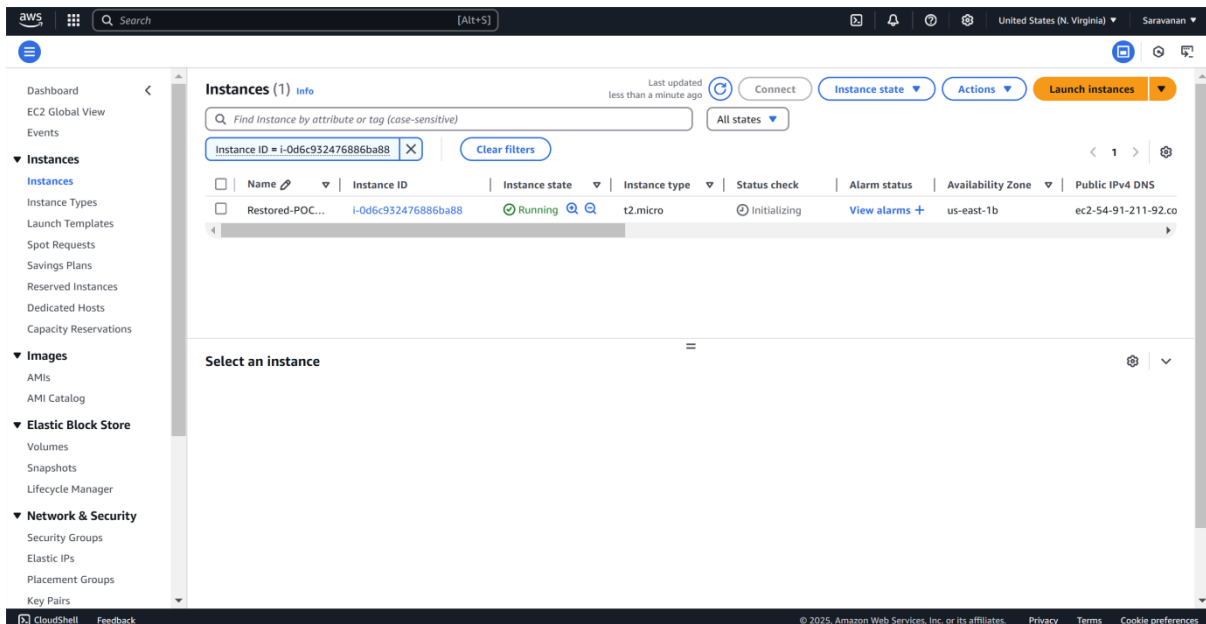 aws Search [Alt+S] United States (N. Virginia) Saravanan
Dashboard
EC2 Global View
Events
Instances
Instances
Instance Types
Launch Templates
Spot Requests
Savings Plans
Reserved Instances
Dedicated Hosts
Capacity Reservations
Images
AMIs
AMI Catalog
Elastic Block Store
Volumes
Snapshots
Lifecycle Manager
Network & Security
Security Groups
Elastic IPs
Placement Groups
Key Pairs
Instances (1) Info
Last updated
less than a minute ago
Connect Instance state Actions Launch instances
Find Instance by attribute or tag (case-sensitive) All states
Instance ID = i-0d6c932476886ba88 Clear filters 1
Name Instance ID Instance state Instance type Status check Alarm status Availability Zone Public IPv4 DNS
Restored-POC... i-0d6c932476886ba88 Running t2.micro Initializing View alarms + us-east-1b ec2-54-91-211-92.co
Select an instance
CloudShell Feedback © 2025, Amazon Web Services, Inc. or its affiliates. Privacy Terms Cookie preferences